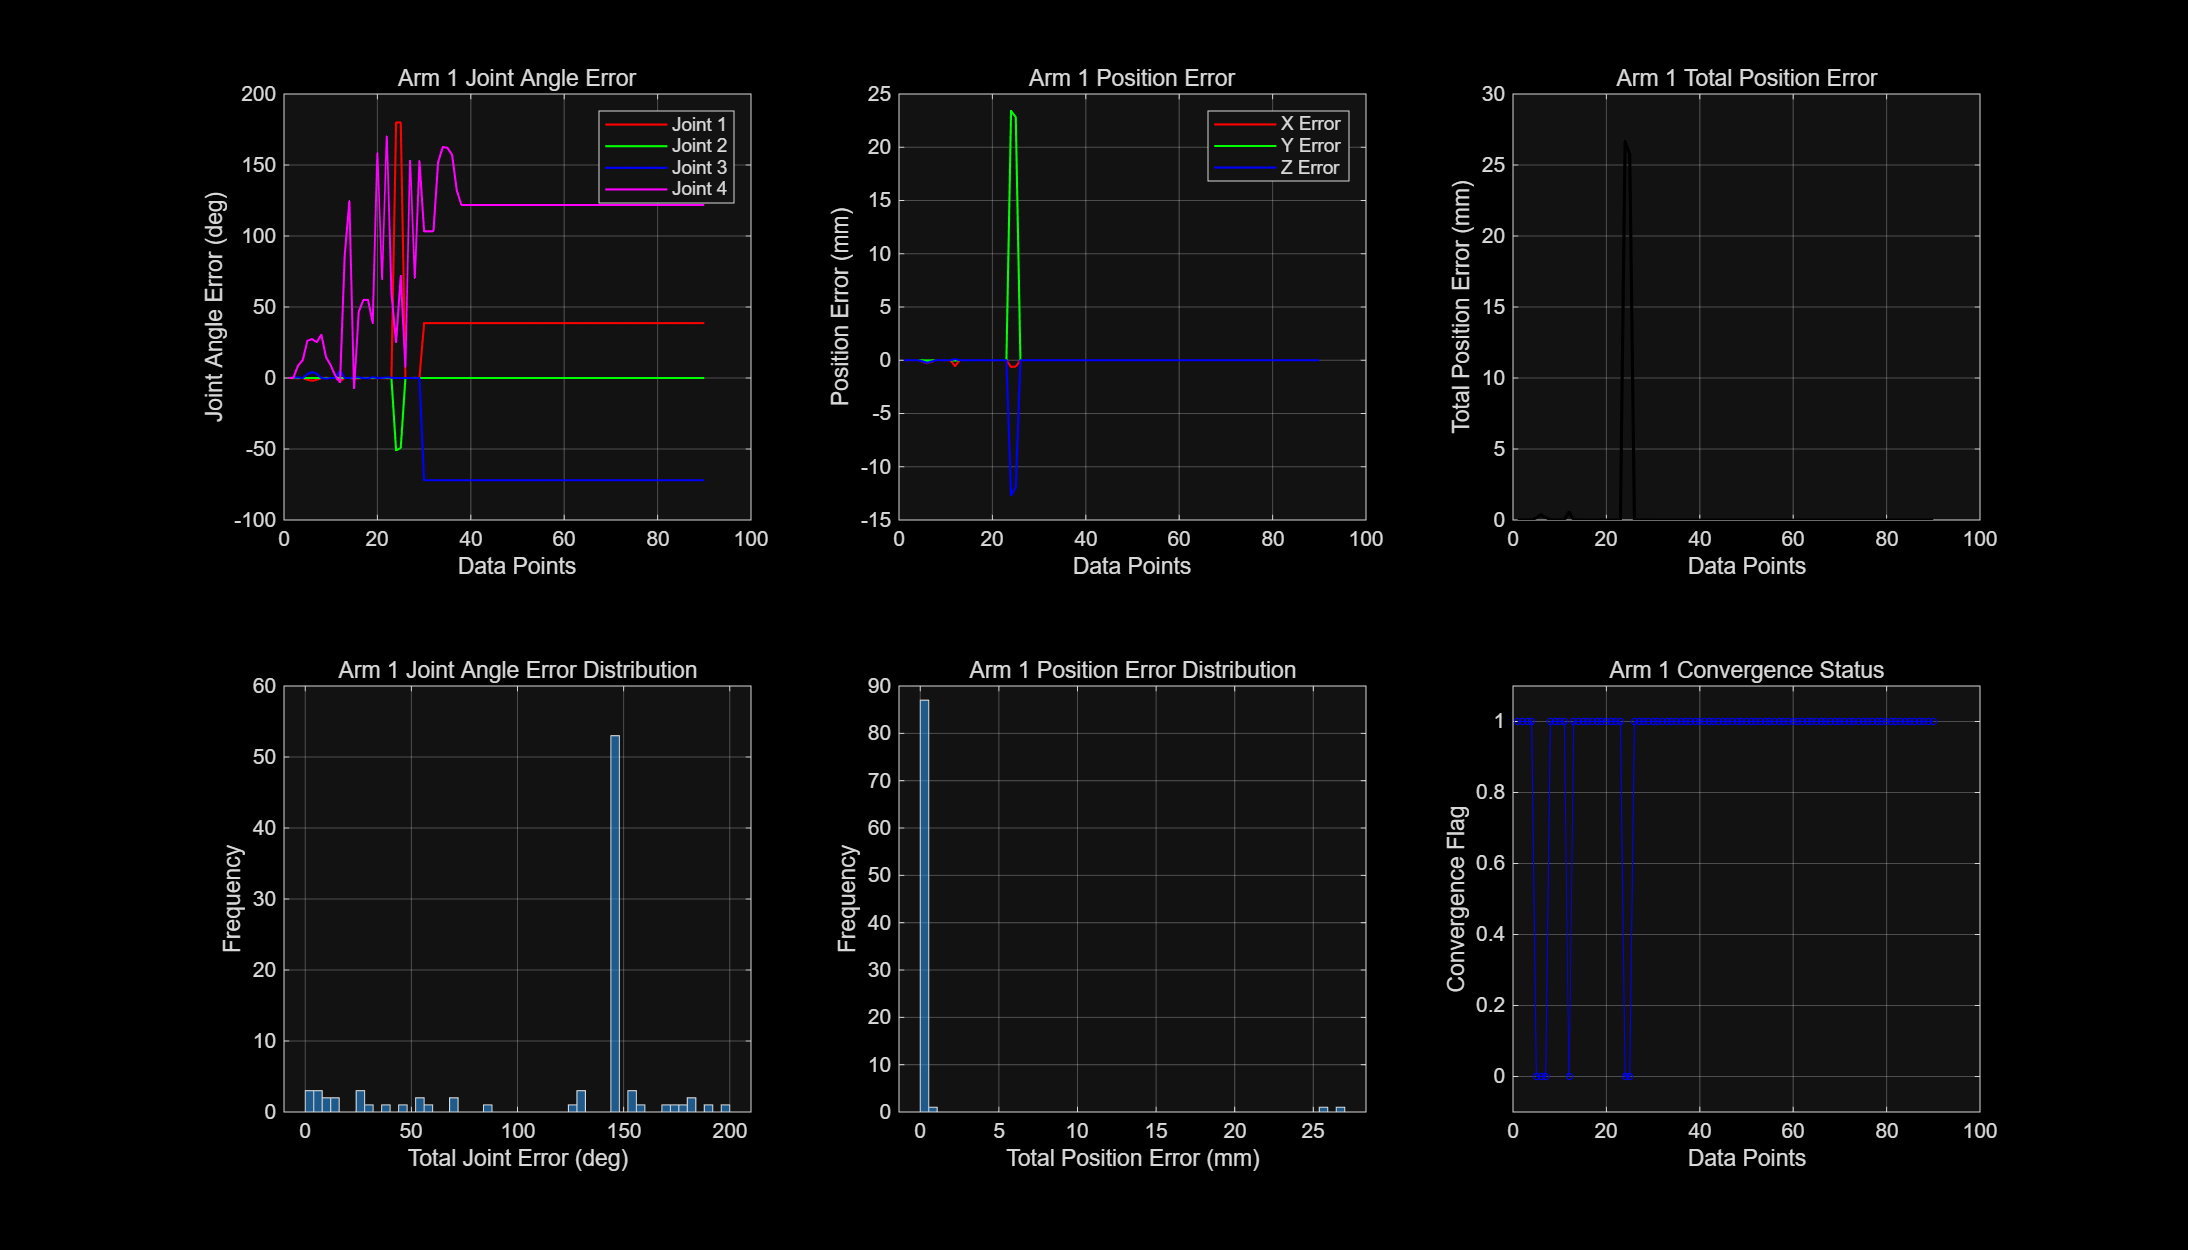 Arm 1 Joint Angle Error
200
150
100
50
0
-50
-100
0 20 40 60 80 100
Joint Angle Error (deg)
Data Points
Joint 1
Joint 2
Joint 3
Joint 4
Arm 1 Position Error
25
20
15
10
5
0
-5
-10
-15
0 20 40 60 80 100
Position Error (mm)
Data Points
X Error
Y Error
Z Error
Arm 1 Total Position Error
30
25
20
15
10
5
0
0 20 40 60 80 100
Total Position Error (mm)
Data Points
Arm 1 Joint Angle Error Distribution
60
50
40
30
20
10
0
0 50 100 150 200
Frequency
Total Joint Error (deg)
Arm 1 Position Error Distribution
90
80
70
60
50
40
30
20
10
0
0 5 10 15 20 25
Frequency
Total Position Error (mm)
Arm 1 Convergence Status
1
0.8
0.6
0.4
0.2
0
0 20 40 60 80 100
Convergence Flag
Data Points